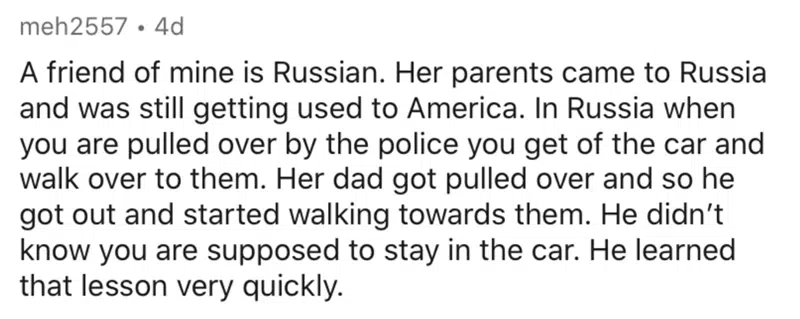 meh2557 • 4d
A friend of mine is Russian. Her parents came to Russia
and was still getting used to America. In Russia when
you are pulled over by the police you get of the car and
walk over to them. Her dad got pulled over and so he
got out and started walking towards them. He didn’t
know you are supposed to stay in the car. He learned
that lesson very quickly.